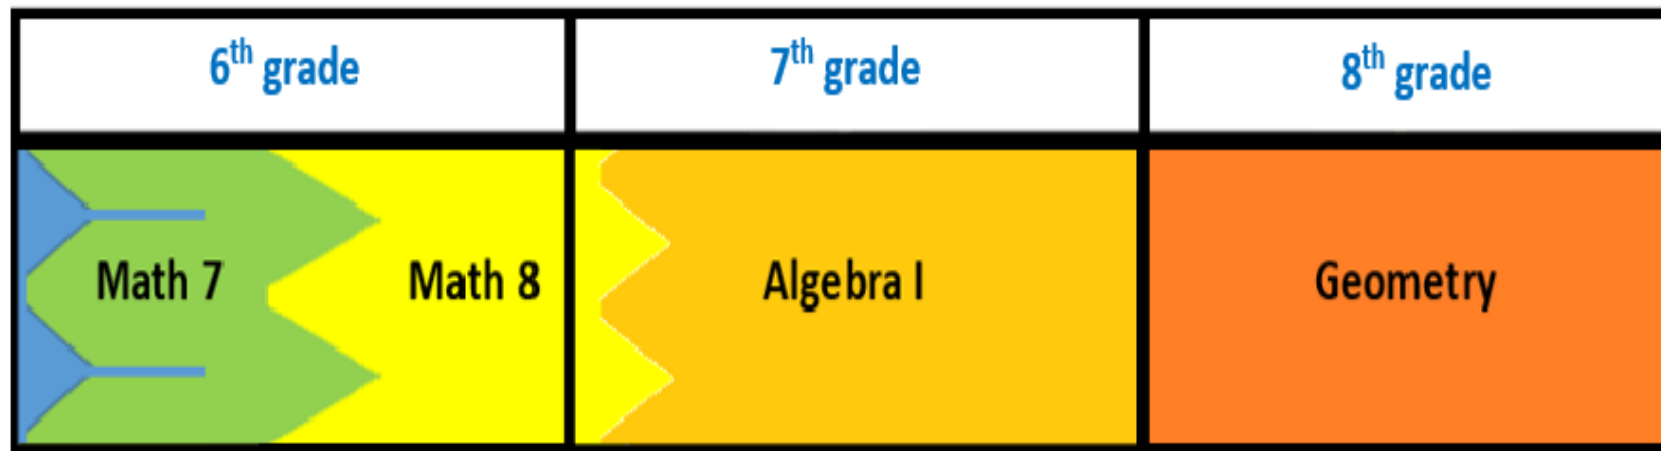 6th grade
7th grade
8th grade
Math 7
Math 8
Algebra I
Geometry